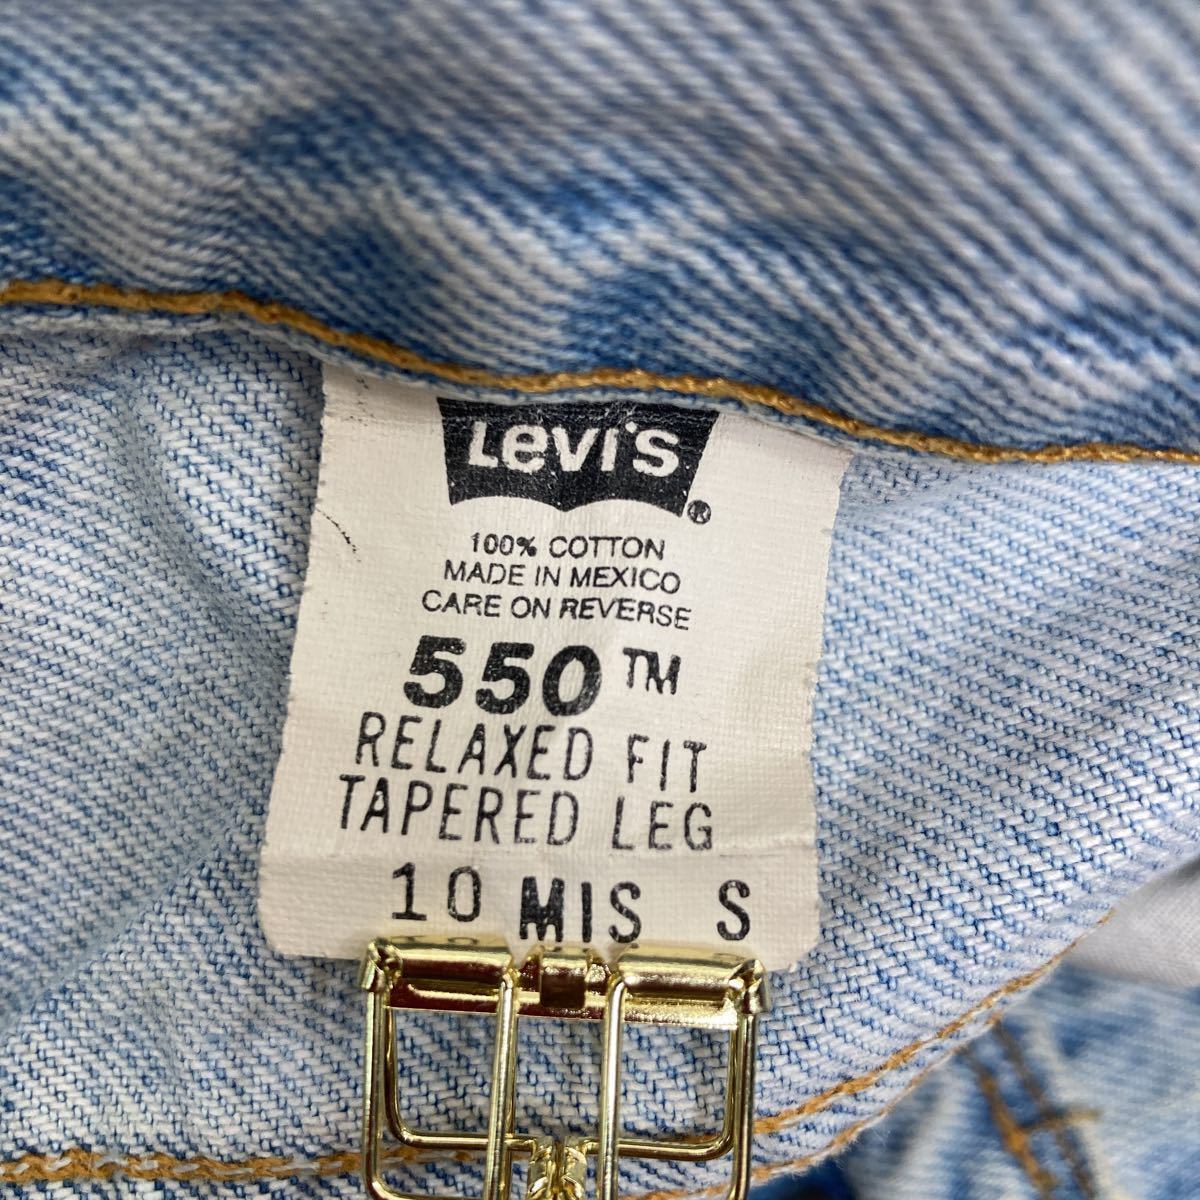 Levi's ®
100% COTTON
MADE IN MEXICO
CARE ON REVERSE
550™
RELAXED FIT
TAPERED LEG
10 MIS S